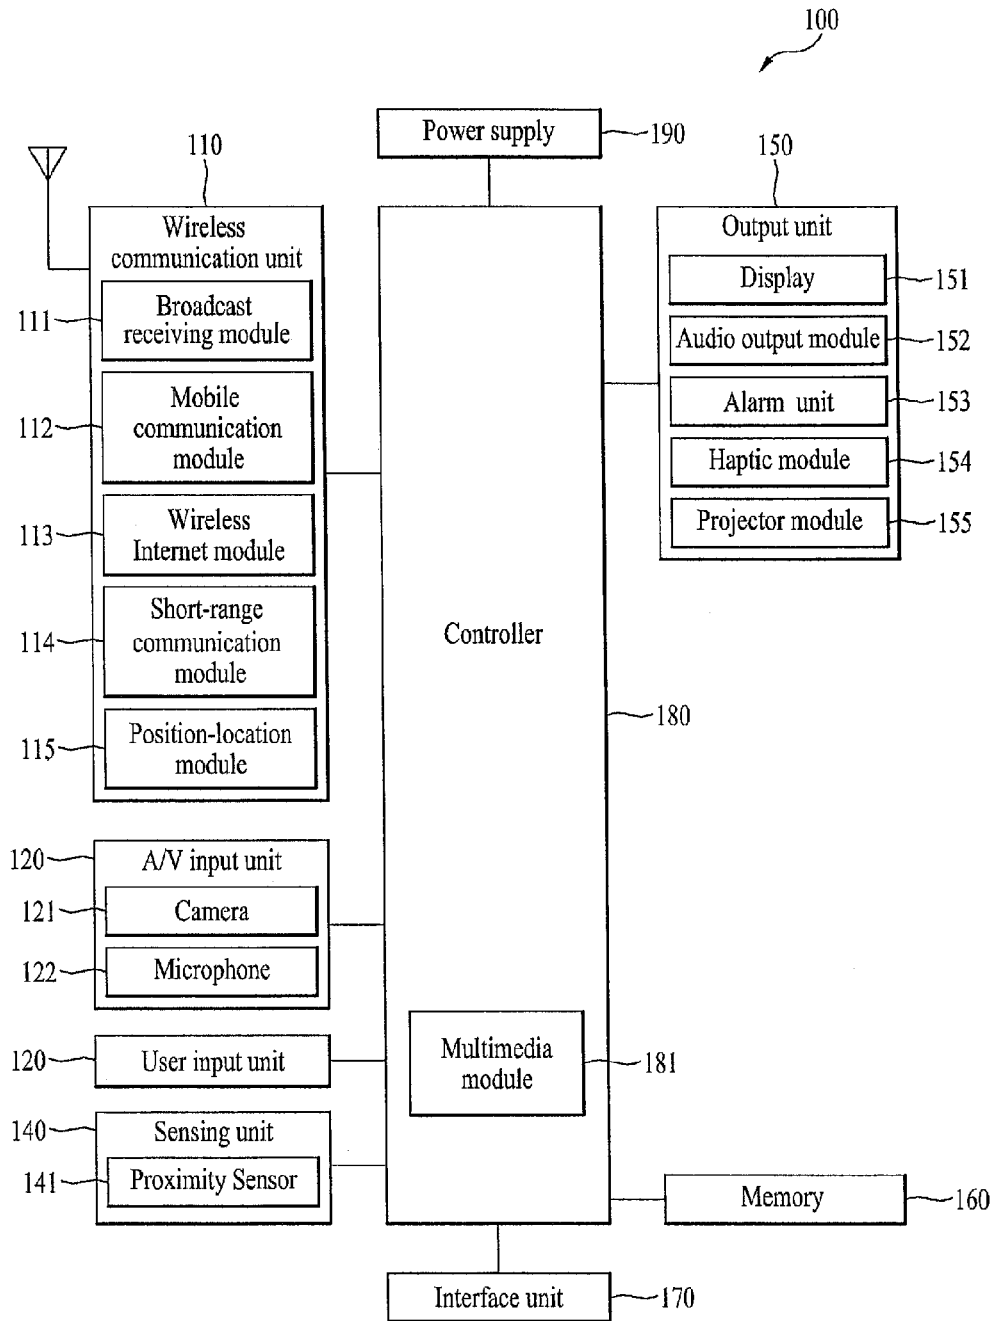 100
Power supply
190
110
Wireless
communication unit
111
Broadcast
receiving module
112
Mobile
communication
module
113
Wireless
Internet module
114
Short-range
communication
module
115
Position-location
module
120
A/V input unit
121
Camera
122
Microphone
120
User input unit
140
Sensing unit
141
Proximity Sensor
Controller
180
Multimedia
module
181
150
Output unit
Display
151
Audio output module
152
Alarm unit
153
Haptic module
154
Projector module
155
Memory
160
Interface unit
170